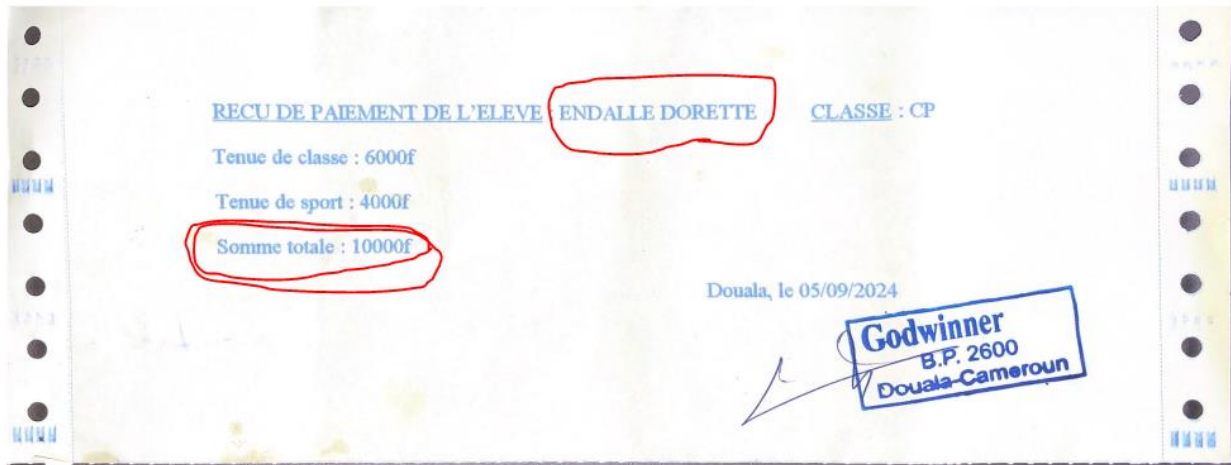 RECU DE PAIEMENT DE L'ELEVE : ENDALLE DORETTE CLASSE : CP
Tenue de classe : 6000f
Tenue de sport : 4000f
Somme totale : 10000f
Douala, le 05/09/2024
Godwinner
B.P. 2600
Douala-Cameroun